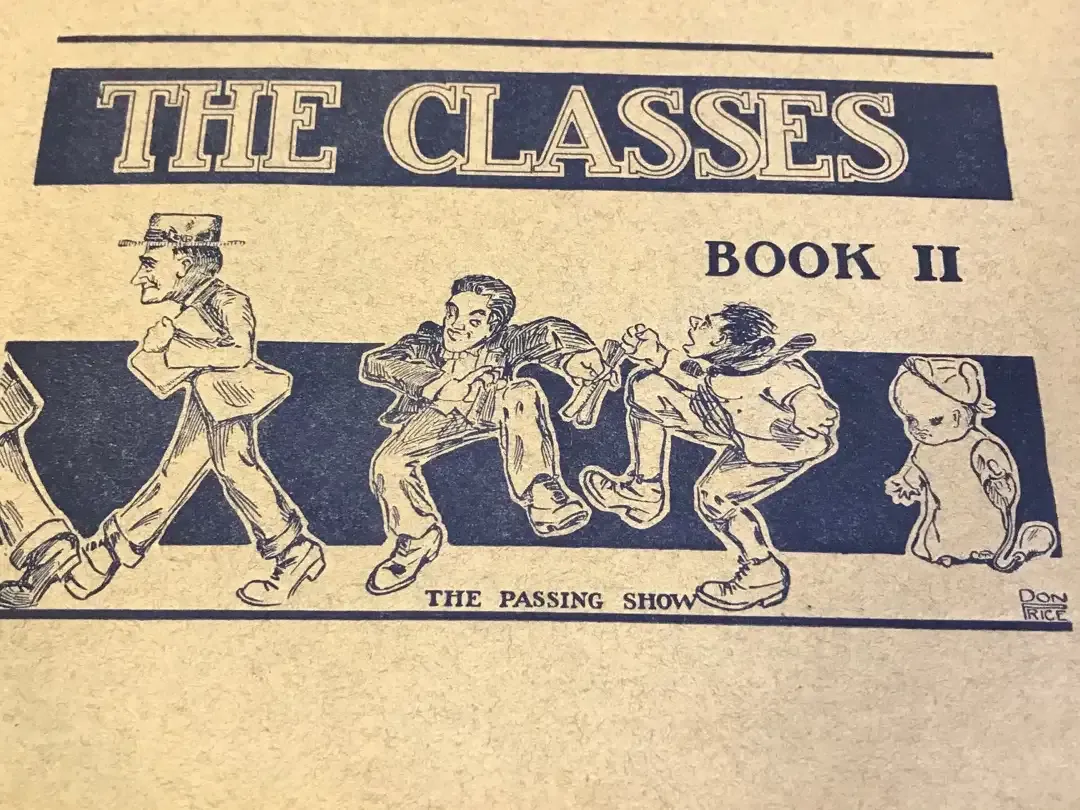 THE CLASSES
BOOK II
THE PASSING SHOW
DON
PRICE